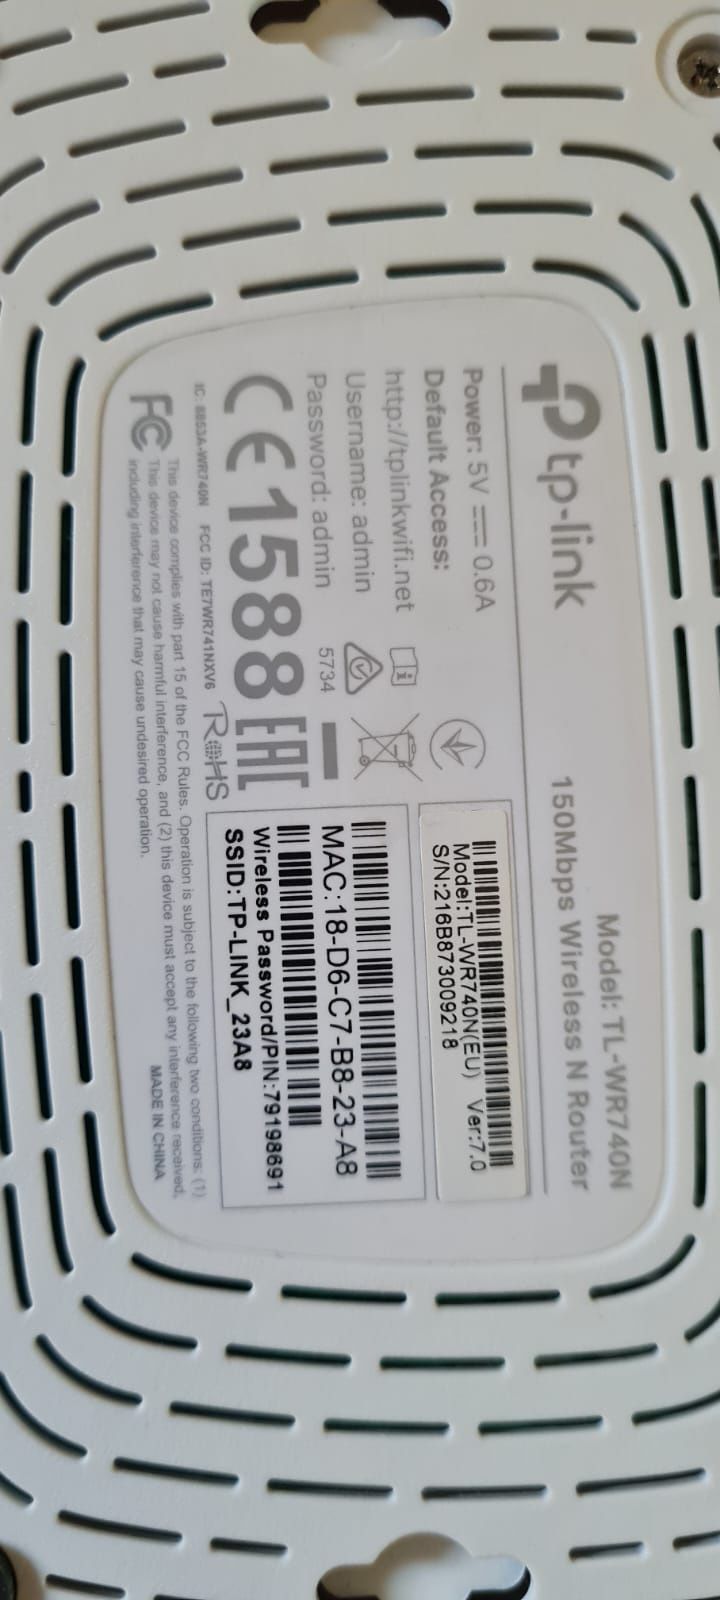 tp-link
Model: TL-WR740N
150Mbps Wireless N Router
Power: 5V 0.6A
Default Access:
http://tplinkwifi.net
Username: admin
Password: admin
5734
CE1588 EAC
Model:TL-WR740N(EU) Ver:7.0
S/N:216B873009218
MAC:18-D6-C7-B8-23-A8
Wireless Password/PIN:79198691
SSID:TP-LINK_23A8
IC: 8853A-WR740N FCC ID: TE7WR741NXV6 RoHS
FC This device complies with part 15 of the FCC Rules. Operation is subject to the following two conditions: (1)
This device may not cause harmful interference, and (2) this device must accept any interference received,
including interference that may cause undesired operation.
MADE IN CHINA